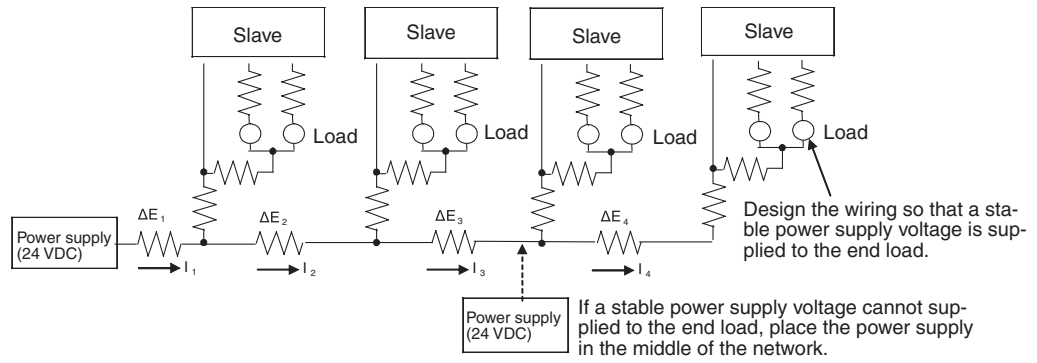 Slave
Slave
Slave
Slave
Load
Load
Load
Load
ΔE1
ΔE2
ΔE3
ΔE4
Power supply
(24 VDC)
I1
I2
I3
I4
Design the wiring so that a sta-
ble power supply voltage is sup-
plied to the end load.
Power supply
(24 VDC)
If a stable power supply voltage cannot sup-
plied to the end load, place the power supply
in the middle of the network.